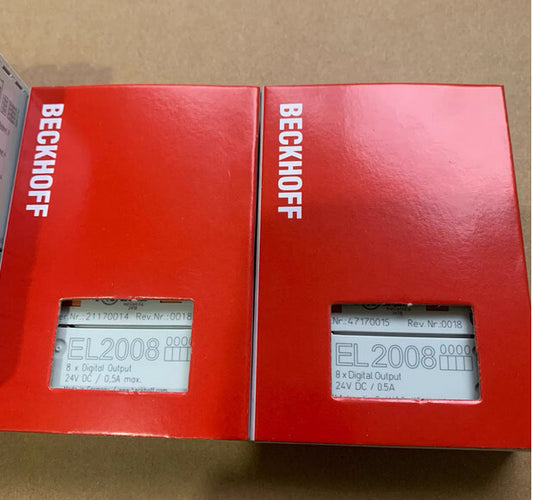 BECKHOFF
er.Nr.: 21170014 Rev.Nr.:0018
EL2008
8 x Digital Output
24V DC / 0,5A max.
BECKHOFF
.Nr.: 47170015 Rev.Nr.:0018
EL2008
8 x Digital Output
24V DC / 0.5A